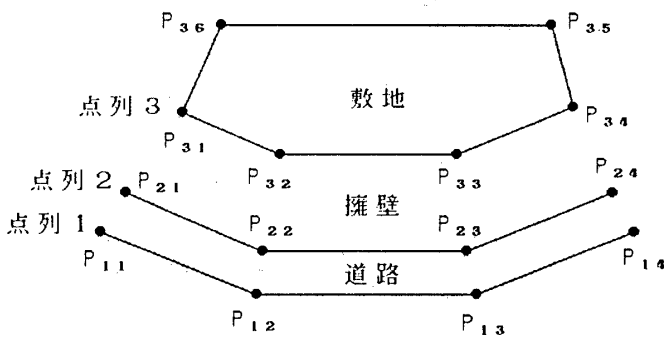 P₃₆
P₃₅
点列3
敷地
P₃₄
P₃₁
P₃₂
P₃₃
点列2
P₂₁
擁壁
P₂₄
点列1
P₂₂
P₂₃
P₁₁
道路
P₁₄
P₁₂
P₁₃